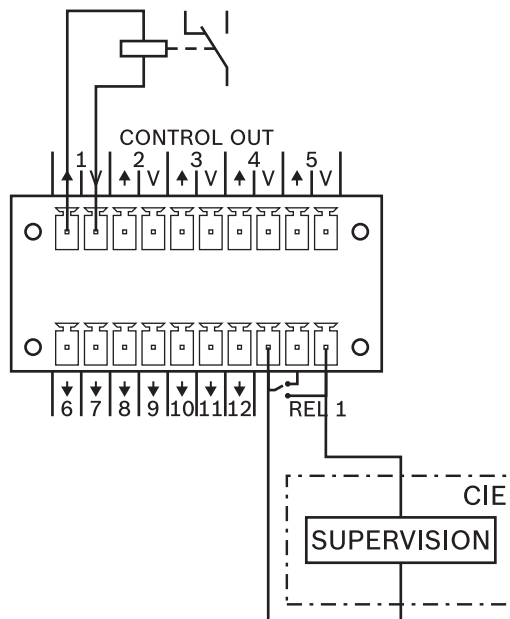 CONTROL OUT
1 V 2 V 3 V 4 V 5 V
6 7 8 9 10 11 12 REL 1
CIE
SUPERVISION